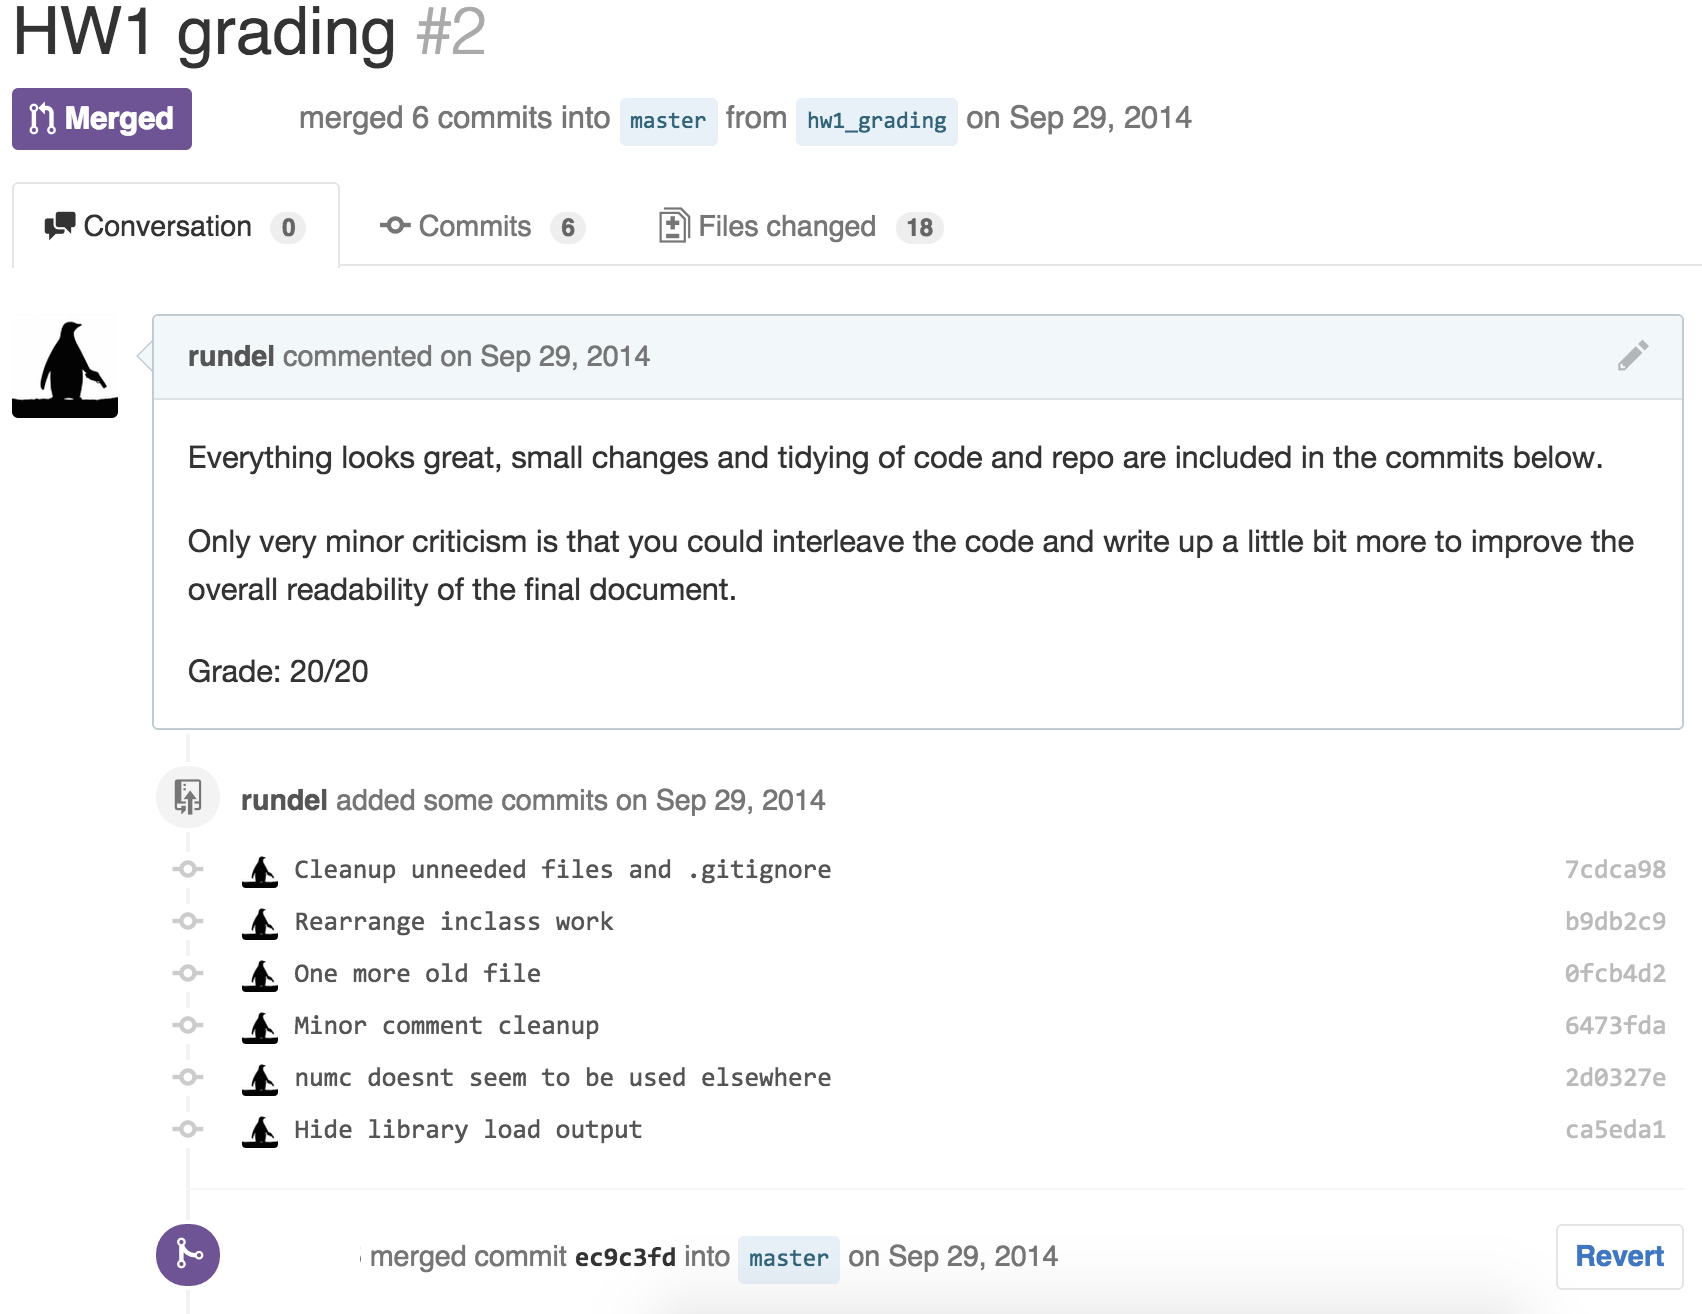 HW1 grading #2
Merged merged 6 commits into master from hw1_grading on Sep 29, 2014
Conversation 0 Commits 6 Files changed 18
rundel commented on Sep 29, 2014
Everything looks great, small changes and tidying of code and repo are included in the commits below.
Only very minor criticism is that you could interleave the code and write up a little bit more to improve the
overall readability of the final document.
Grade: 20/20
rundel added some commits on Sep 29, 2014
Cleanup unneeded files and .gitignore 7cdca98
Rearrange inclass work b9db2c9
One more old file 0fcb4d2
Minor comment cleanup 6473fda
numc doesnt seem to be used elsewhere 2d0327e
Hide library load output ca5eda1
merged commit ec9c3fd into master on Sep 29, 2014 Revert